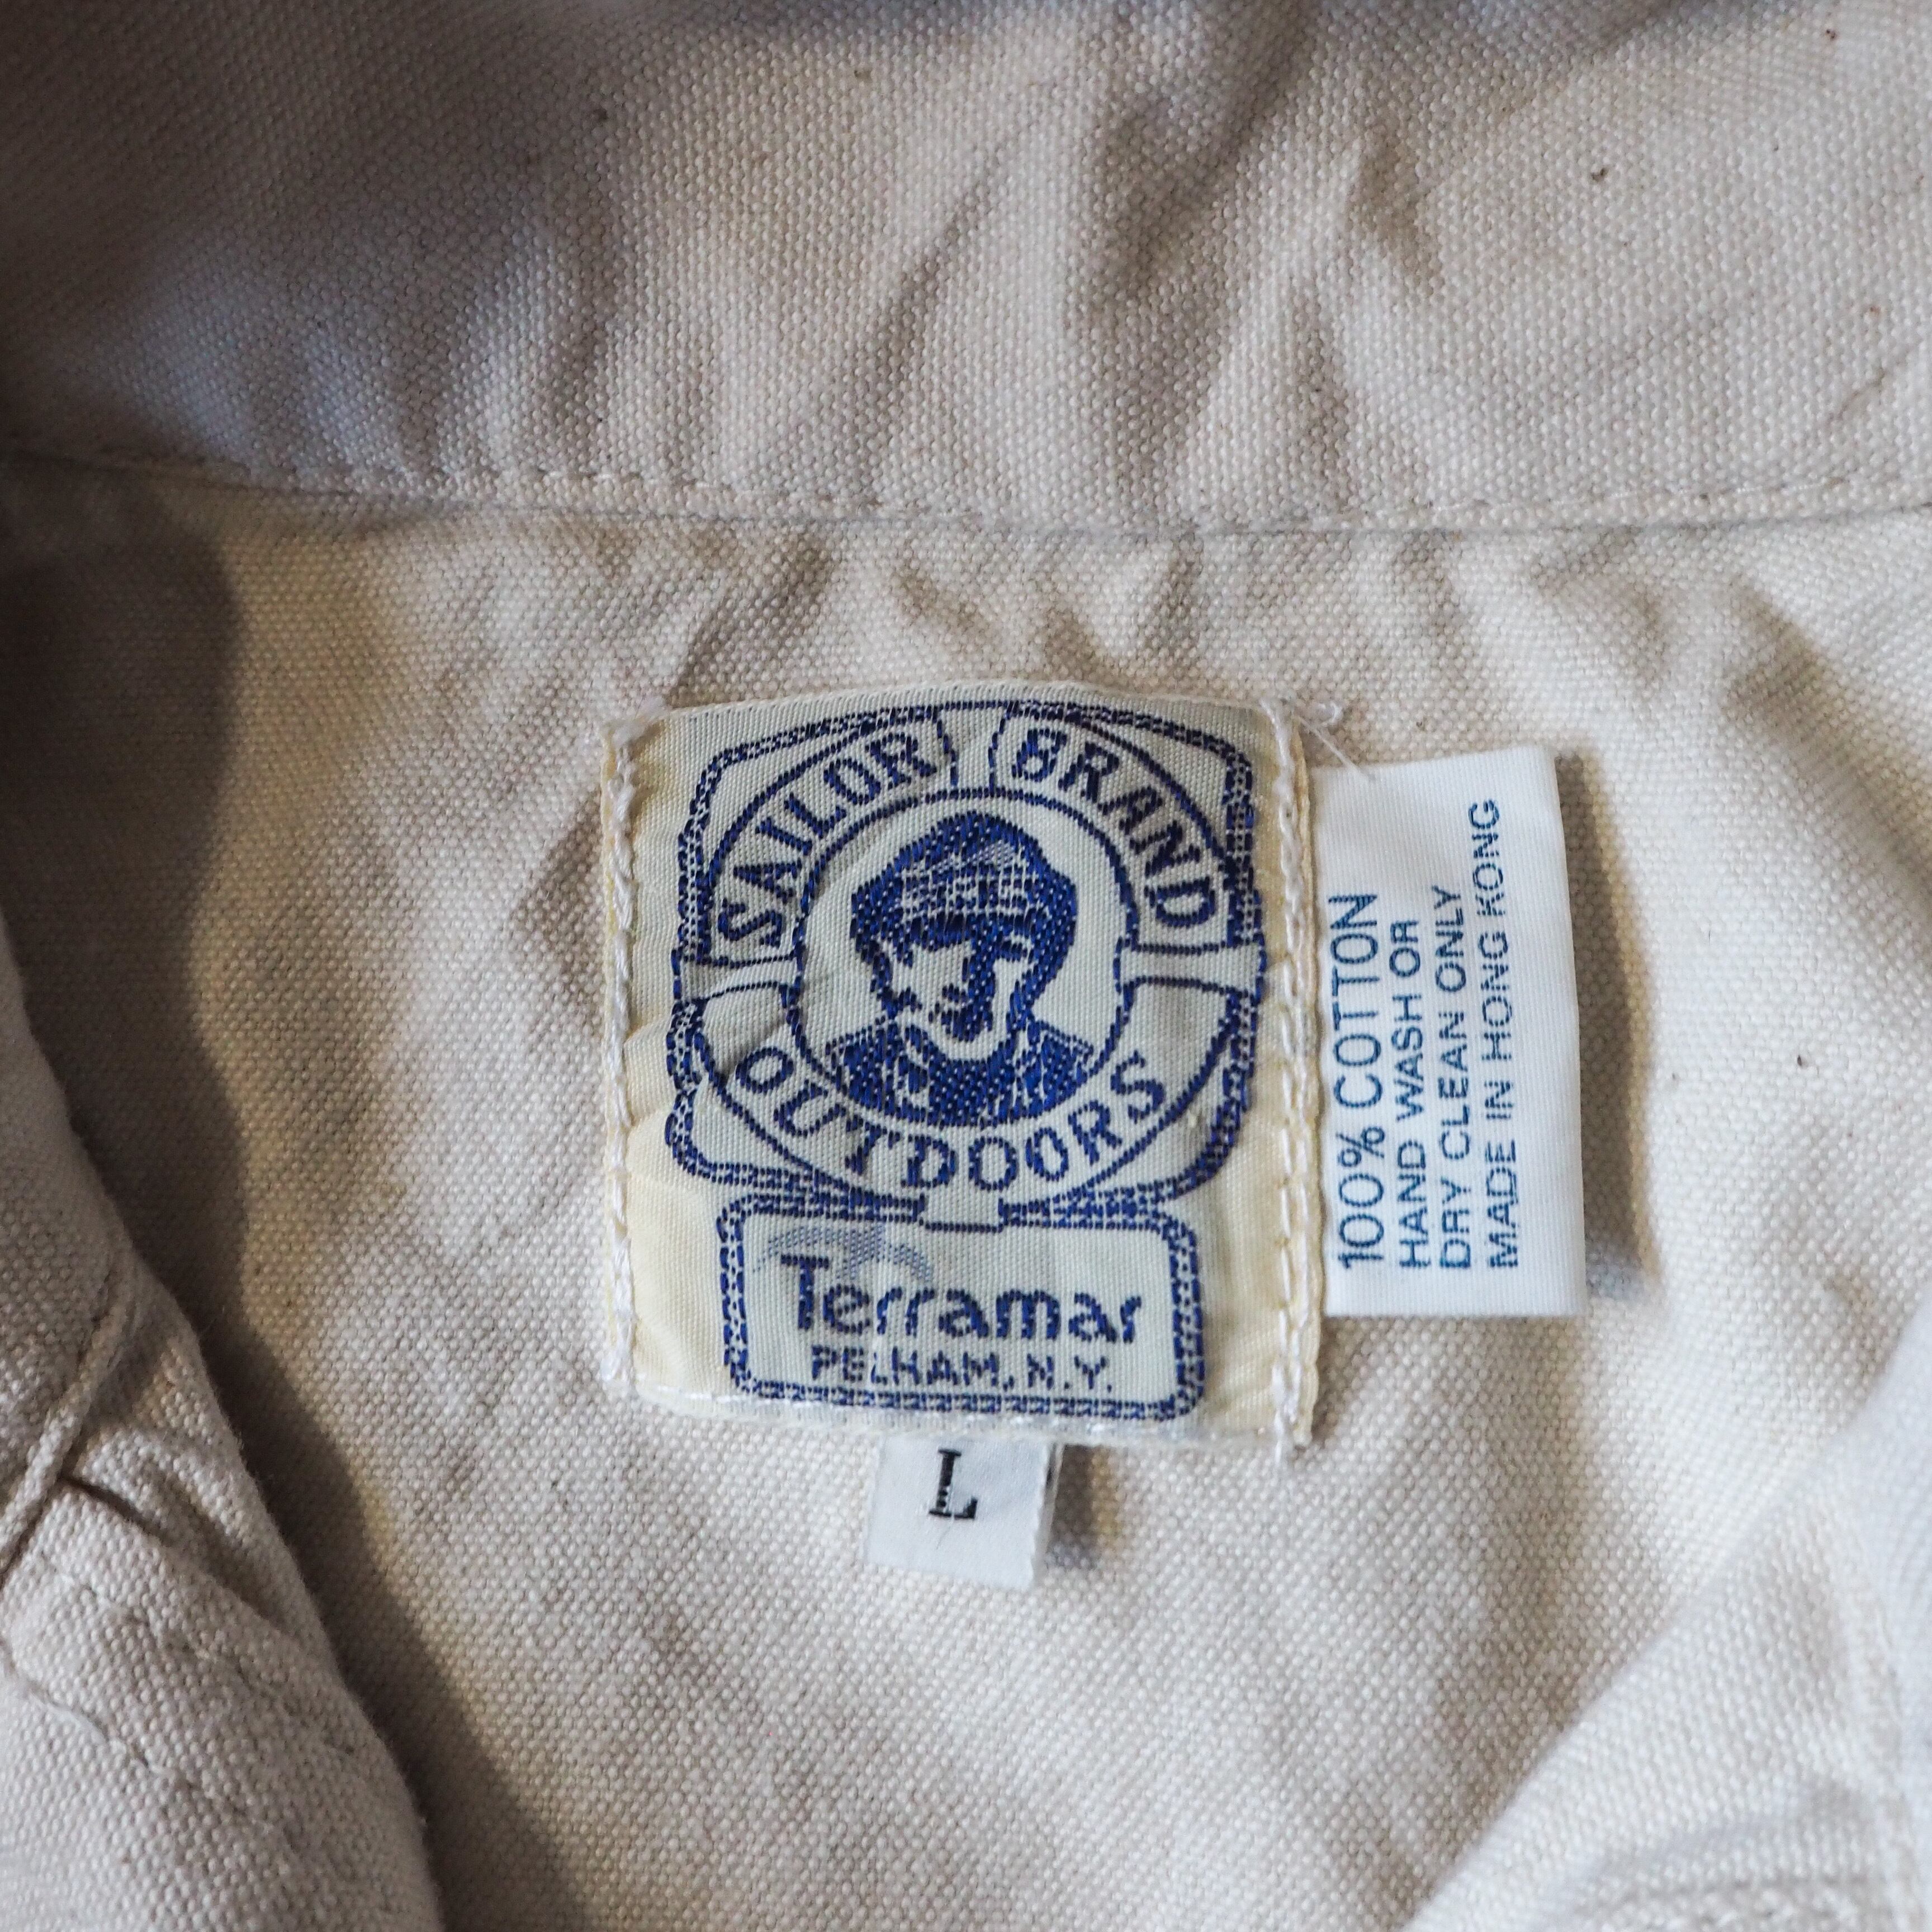 SAILOR BRAND
OUTDOORS
Terramar
PELHAM, N.Y.
L
100% COTTON
HAND WASH OR
DRY CLEAN ONLY
MADE IN HONG KONG